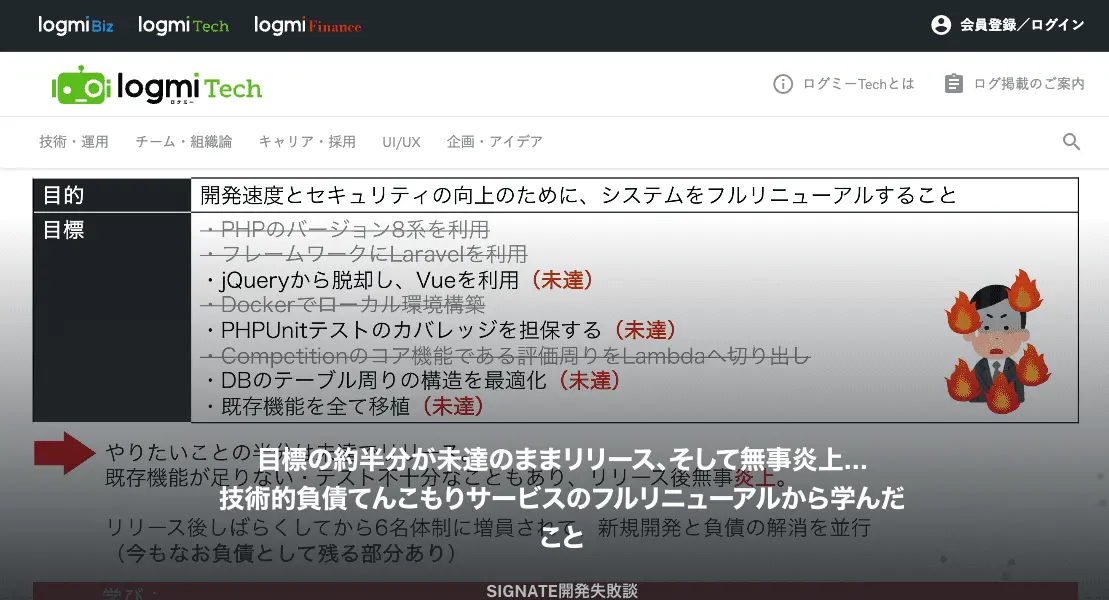 logmi Biz logmi Tech logmi Finance 会員登録／ログイン
logmi Tech ログミー ログミーTechとは ログ掲載のご案内
技術・運用 チーム・組織論 キャリア・採用 UI/UX 企画・アイデア
目的 開発速度とセキュリティの向上のために、システムをフルリニューアルすること
目標 ・PHPのバージョン8系を利用
・フレームワークにLaravelを利用
・jQueryから脱却し、Vueを利用（未達）
・Dockerでローカル環境構築
・PHPUnitテストのカバレッジを担保する（未達）
・Competitionのコア機能である評価周りをLambdaへ切り出し
・DBのテーブル周りの構造を最適化（未達）
・既存機能を全て移植（未達）
やりたいことの半分は未達で
目標の約半分が未達のままリリース、そして無事炎上…
既存機能が足りない・テスト不十分なこともあり、リリース後無事炎上。
技術的負債てんこもりサービスのフルリニューアルから学んだ
こと
リリース後しばらくしてから6名体制に増員されて、新規開発と負債の解消を並行
（今もなお負債として残る部分あり）
SIGNATE開発失敗談
学び：